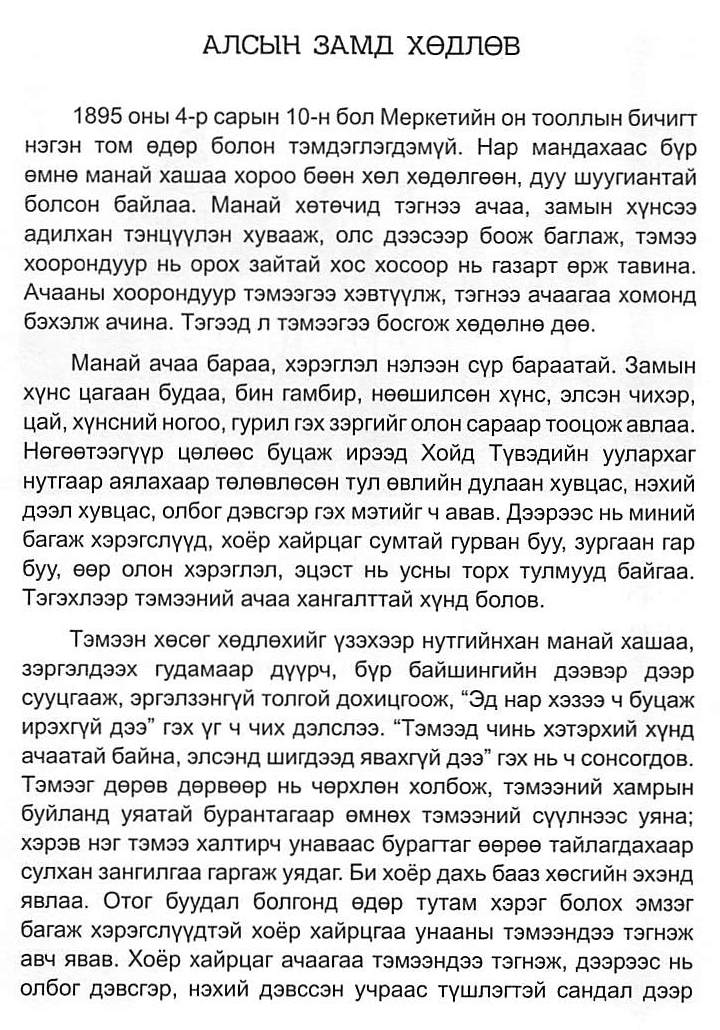 АЛСЫН ЗАМД ХӨДЛӨВ
1895 оны 4-р сарын 10-н бол Меркетийн он тооллын бичигт
нэгэн том өдөр болон тэмдэглэгдэмүй. Нар мандахаас бүр
өмнө манай хашаа хороо бөөн хөл хөдөлгөөн, дуу шуугиантай
болсон байлаа. Манай хөтөчид тэгнээ ачаа, замын хүнсээ
адилхан тэнцүүлэн хувааж, олс дээсээр боож баглаж, тэмээ
хоорондуур нь орох зайтай хос хосоор нь газарт өрж тавина.
Ачааны хоорондуур тэмээгээ хэвтүүлж, тэгнээ ачаагаа хомонд
бэхэлж ачина. Тэгээд л тэмээгээ босгож хөдөлнө дөө.
Манай ачаа бараа, хэрэглэл нэлээн сүр бараатай. Замын
хүнс цагаан будаа, бин гамбир, нөөшилсөн хүнс, элсэн чихэр,
цай, хүнсний ногоо, гурил гэх зэргийг олон сараар тооцож авлаа.
Нөгөөтээгүүр цөлөөс буцаж ирээд Хойд Түвэдийн уулархаг
нутгаар аялахаар төлөвлөсөн тул өвлийн дулаан хувцас, нэхий
дээл хувцас, олбог дэвсгэр гэх мэтийг ч авав. Дээрээс нь миний
багаж хэрэгслүүд, хоёр хайрцаг сумтай гурван буу, зургаан гар
буу, өөр олон хэрэглэл, эцэст нь усны торх тулмууд байгаа.
Тэгэхлээр тэмээний ачаа хангалттай хүнд болов.
Тэмээн хөсөг хөдлөхийг үзэхээр нутгийнхан манай хашаа,
зэргэлдээх гудамаар дүүрч, бүр байшингийн дээвэр дээр
сууцгааж, эргэлзэнгүй толгой дохицгоож, “Эд нар хэзээ ч буцаж
ирэхгүй дээ” гэх үг ч чих дэлслээ. “Тэмээд чинь хэтэрхий хүнд
ачаатай байна, элсэнд шигдээд явахгүй дээ” гэх нь ч сонсогдов.
Тэмээг дөрөв дөрвөөр нь чөрхлөн холбож, тэмээний хамрын
буйланд уяатай бурантагаар өмнөх тэмээний сүүлнээс уяна;
хэрэв нэг тэмээ халтирч унаваас бурагтаг өөрөө тайлагдахаар
сулхан зангилгаа гаргаж уядаг. Би хоёр дахь бааз хөсгийн эхэнд
явлаа. Отог буудал болгонд өдөр тутам хэрэг болох эмзэг
багаж хэрэгслүүдтэй хоёр хайрцгаа унааны тэмээндээ тэгнэж
авч явав. Хоёр хайрцаг ачаагаа тэмээндээ тэгнэж, дээрээс нь
олбог дэвсгэр, нэхий дэвссэн учраас түшлэгтэй сандал дээр